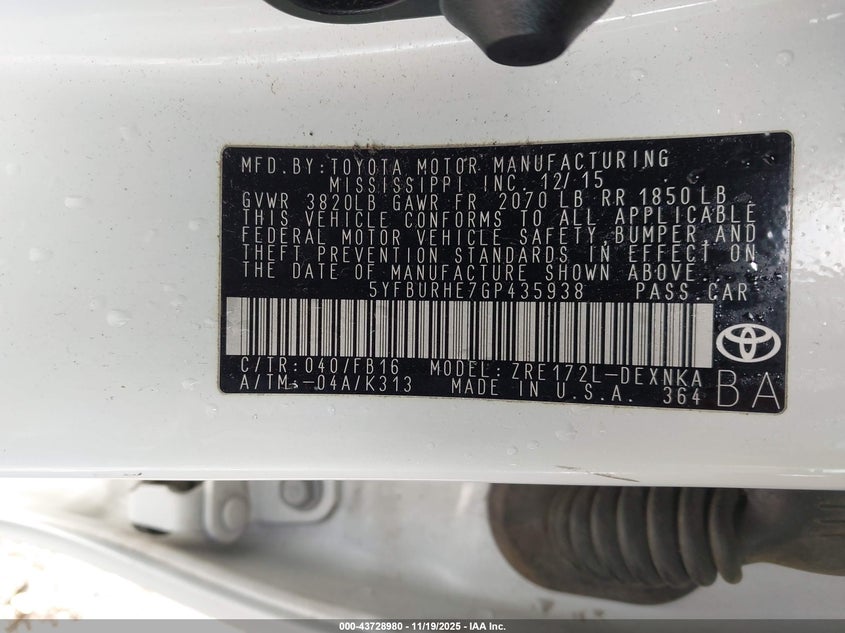 MFD.BY:TOYOTA MOTOR MANUFACTURING
MISSISSIPPI INC. 12/15
GVWR 3820LB GAWR FR 2070 LB RR 1850 LB
THIS VEHICLE CONFORMS TO ALL APPLICABLE
FEDERAL MOTOR VEHICLE SAFETY,BUMPER,AND
THEFT PREVENTION STANDARDS IN EFFECT ON
THE DATE OF MANUFACTURE SHOWN ABOVE.
5YFBURHE7GP435938 PASS.CAR
C/TR:040/FB16 MODEL:ZRE172L-DEXNKA
A/TM:-04A/K313 MADE IN U.S.A. 364 BA
000-43728980 - 11/19/2025 - IAA Inc.